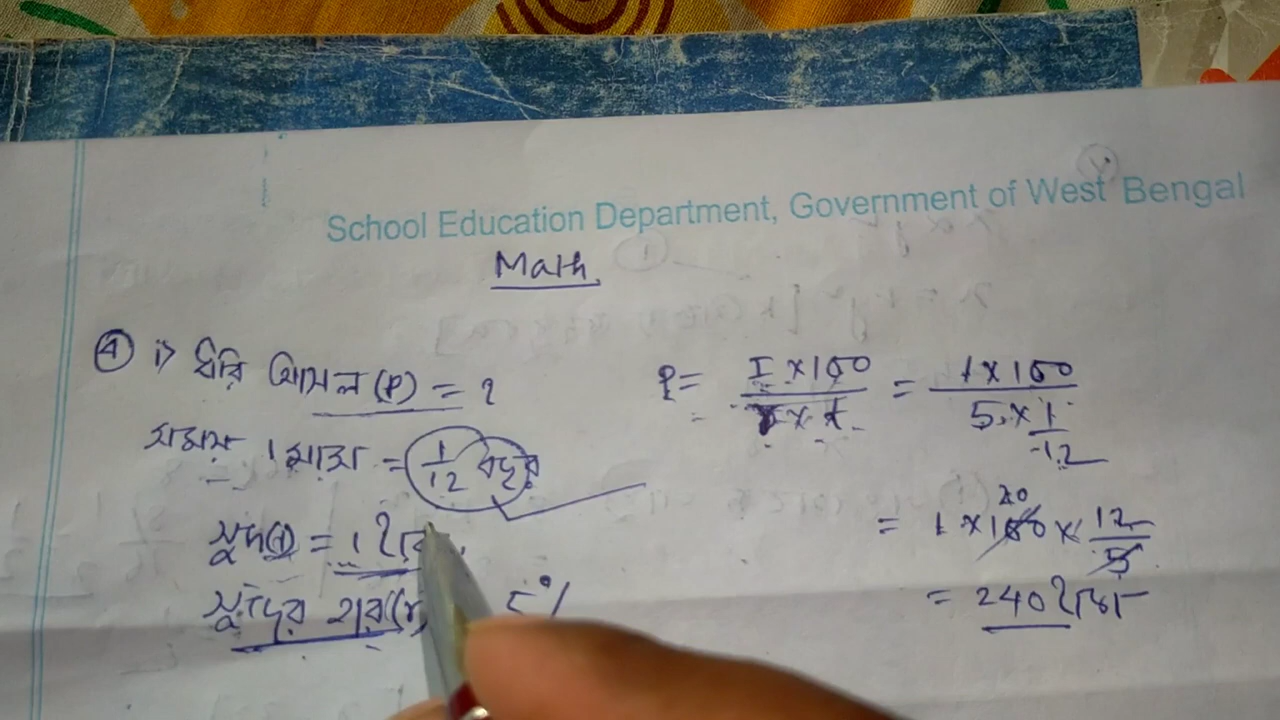 School Education Department, Government of West Bengal
Math
④ i> ধরি আসল (P) = ?
সময় 1 মাস = 1/12 বছর
সুদ(I) = 1 টাকা
সুদের হার(r) 5%
P = I × 100 / r × t = 1 × 100 / 5 × 1/12
= 1 × 100 × 12/5
20
= 240 টাকা